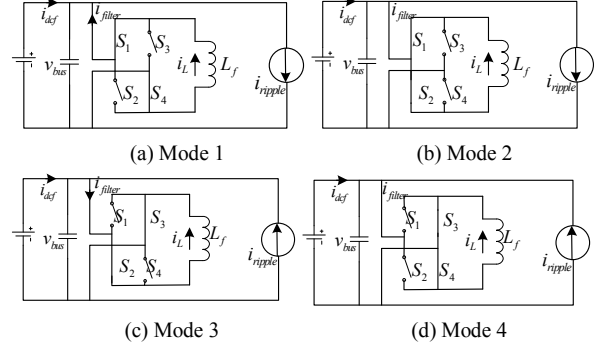 i_dcf i_filter S_1 S_3 v_bus i_L L_f S_2 S_4 i_ripple
(a) Mode 1
i_dcf S_1 S_3 v_bus i_L L_f S_2 S_4 i_ripple
(b) Mode 2
i_dcf i_filter S_1 S_3 v_bus i_L L_f S_2 S_4 i_ripple
(c) Mode 3
i_dcf i_filter S_1 S_3 v_bus i_L L_f S_2 S_4 i_ripple
(d) Mode 4